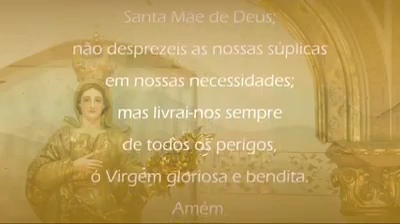 Santa Mãe de Deus;
não desprezeis as nossas súplicas
em nossas necessidades;
mas livrai-nos sempre
de todos os perigos,
ó Virgem gloriosa e bendita.
Amém